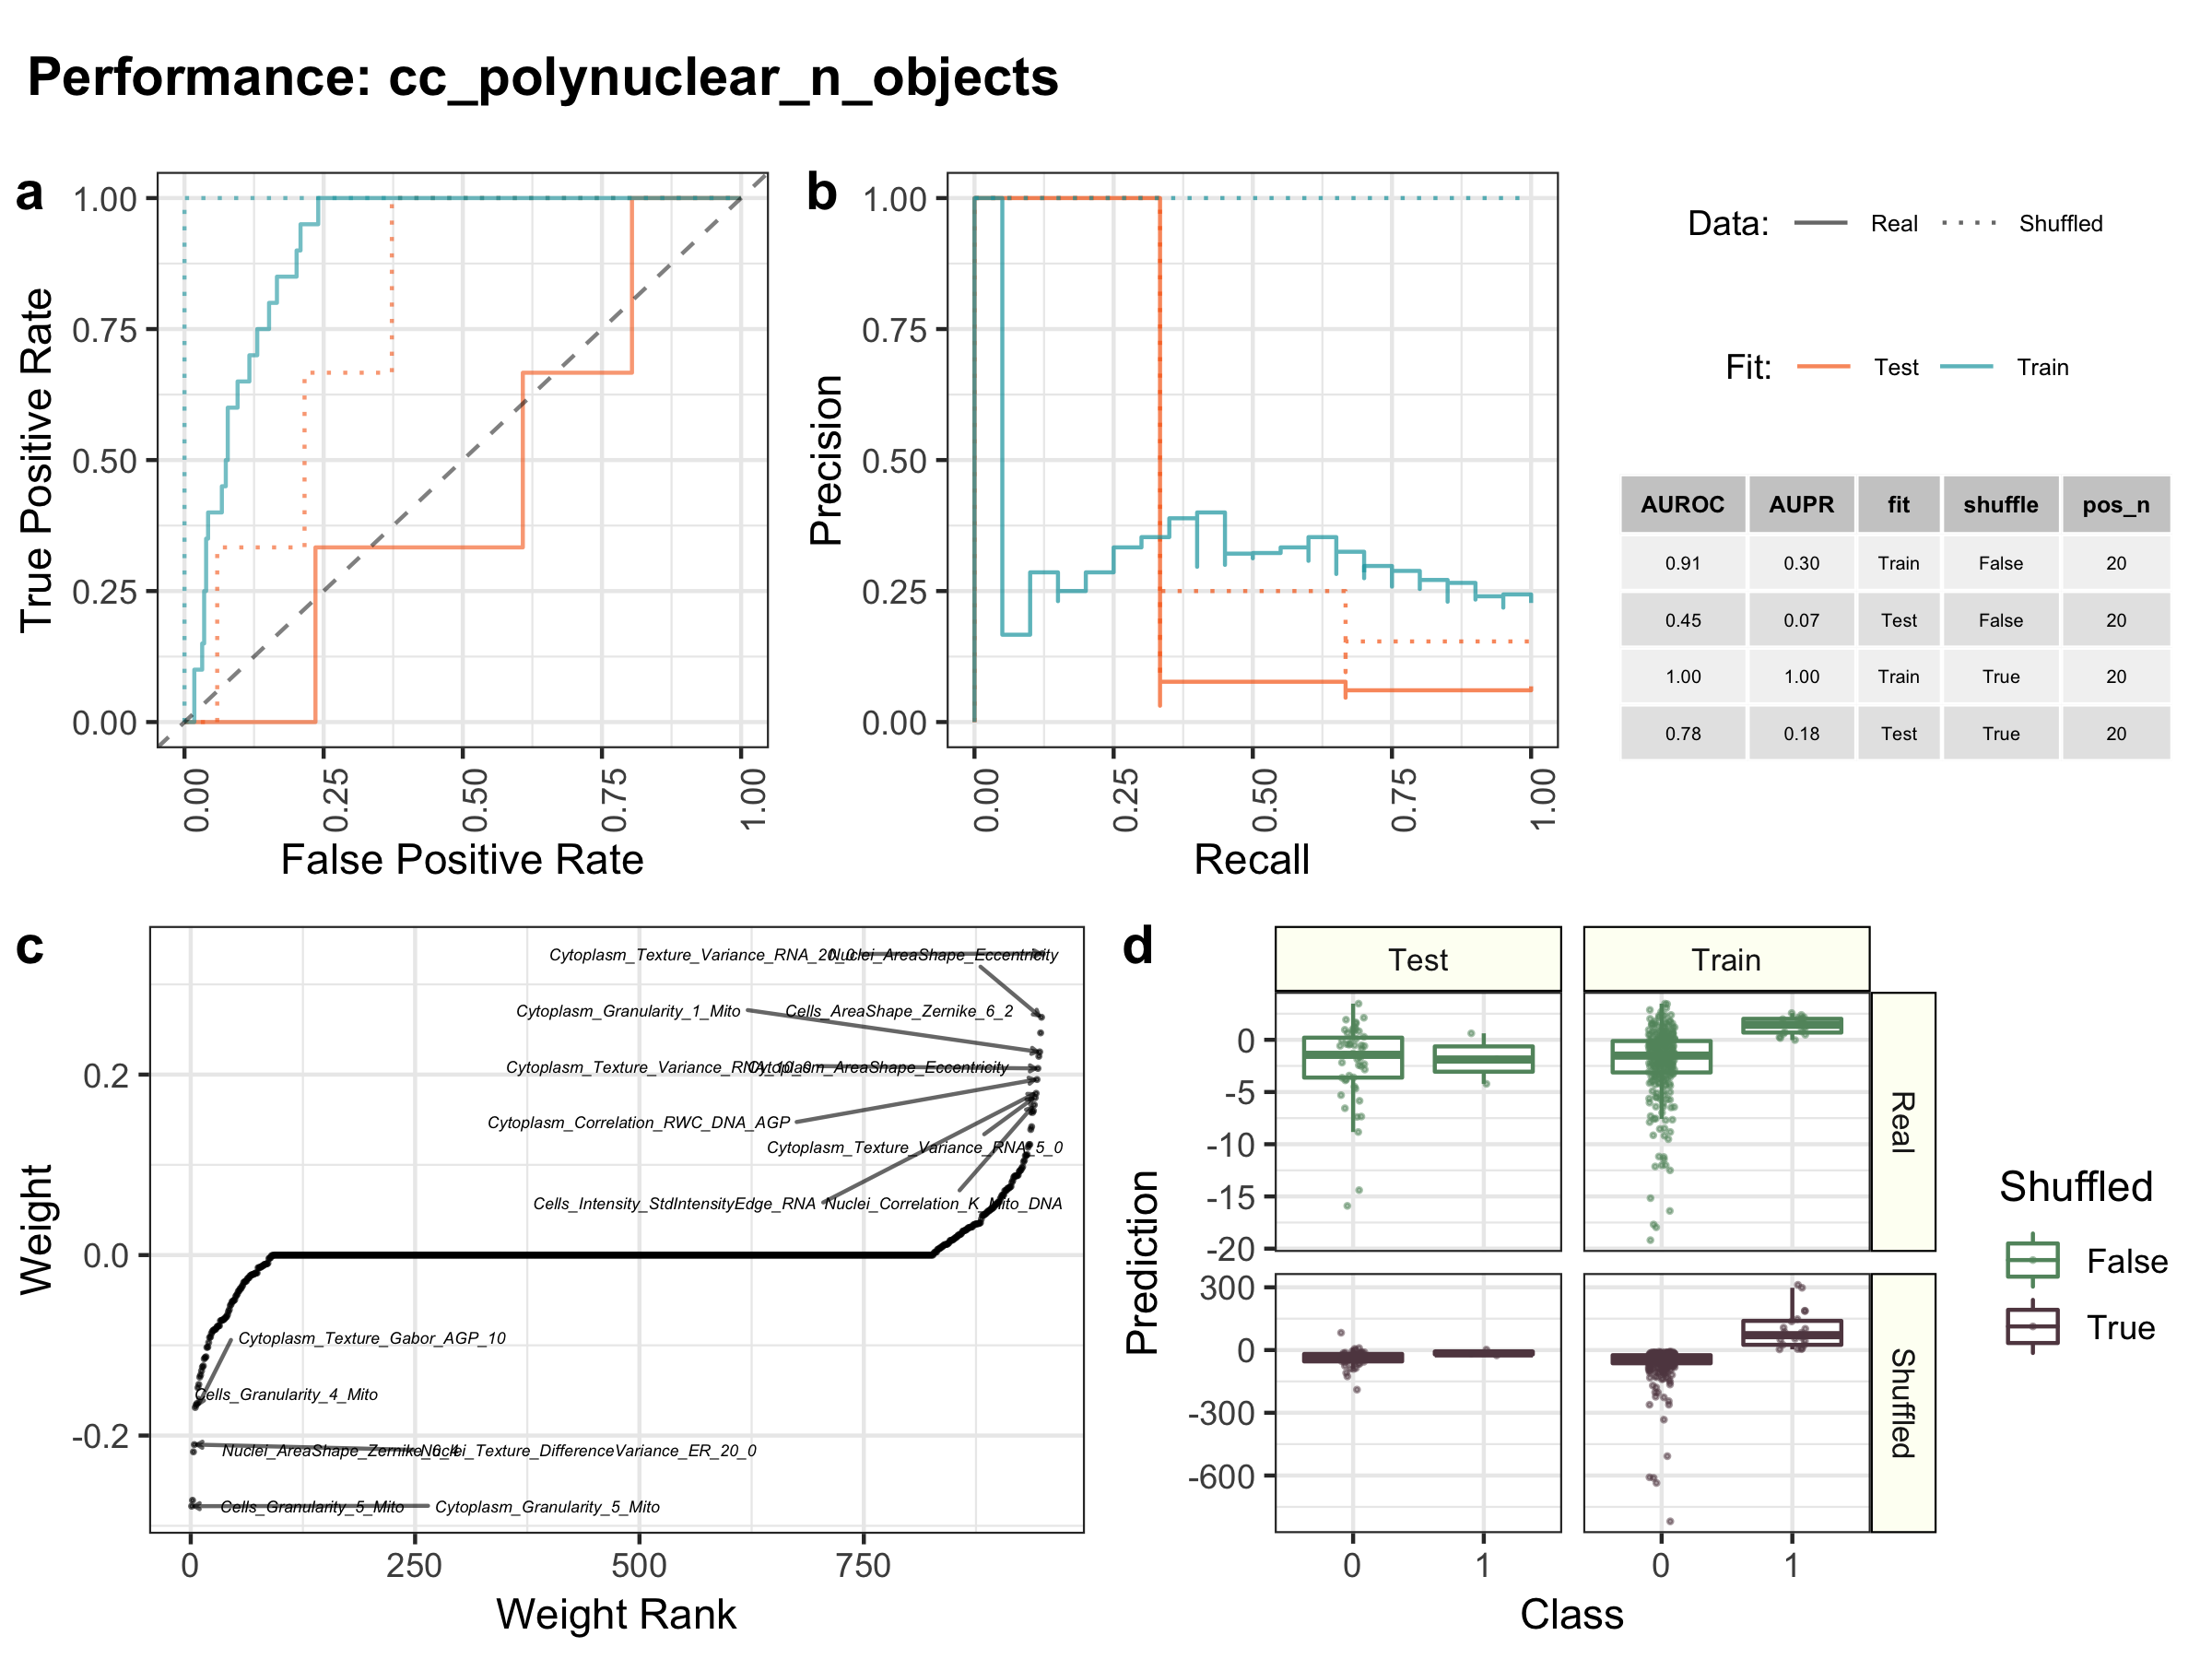 Performance: cc_polynuclear_n_objects
a
1.00
0.75
0.50
0.25
0.00
True Positive Rate
0.00
0.25
0.50
0.75
1.00
False Positive Rate
b
1.00
0.75
0.50
0.25
0.00
Precision
0.00
0.25
0.50
0.75
1.00
Recall
Data: Real Shuffled
Fit: Test Train
AUROC AUPR fit shuffle pos_n
0.91 0.30 Train False 20
0.45 0.07 Test False 20
1.00 1.00 Train True 20
0.78 0.18 Test True 20
c
0.2
0.0
-0.2
Weight
Cytoplasm_Texture_Variance_RNA_20_0
Nuclei_AreaShape_Eccentricity
Cytoplasm_Granularity_1_Mito
Cells_AreaShape_Zernike_6_2
Cytoplasm_Texture_Variance_RNA_10_0
Cytoplasm_AreaShape_Eccentricity
Cytoplasm_Correlation_RWC_DNA_AGP
Cytoplasm_Texture_Variance_RNA_5_0
Cells_Intensity_StdIntensityEdge_RNA
Nuclei_Correlation_K_Mito_DNA
Cytoplasm_Texture_Gabor_AGP_10
Cells_Granularity_4_Mito
Nuclei_AreaShape_Zernike_6_4
Nuclei_Texture_DifferenceVariance_ER_20_0
Cells_Granularity_5_Mito
Cytoplasm_Granularity_5_Mito
0
250
500
750
Weight Rank
d
Test
Train
0
-5
-10
-15
-20
Real
300
0
-300
-600
Shuffled
Prediction
0
1
0
1
Class
Shuffled
False
True